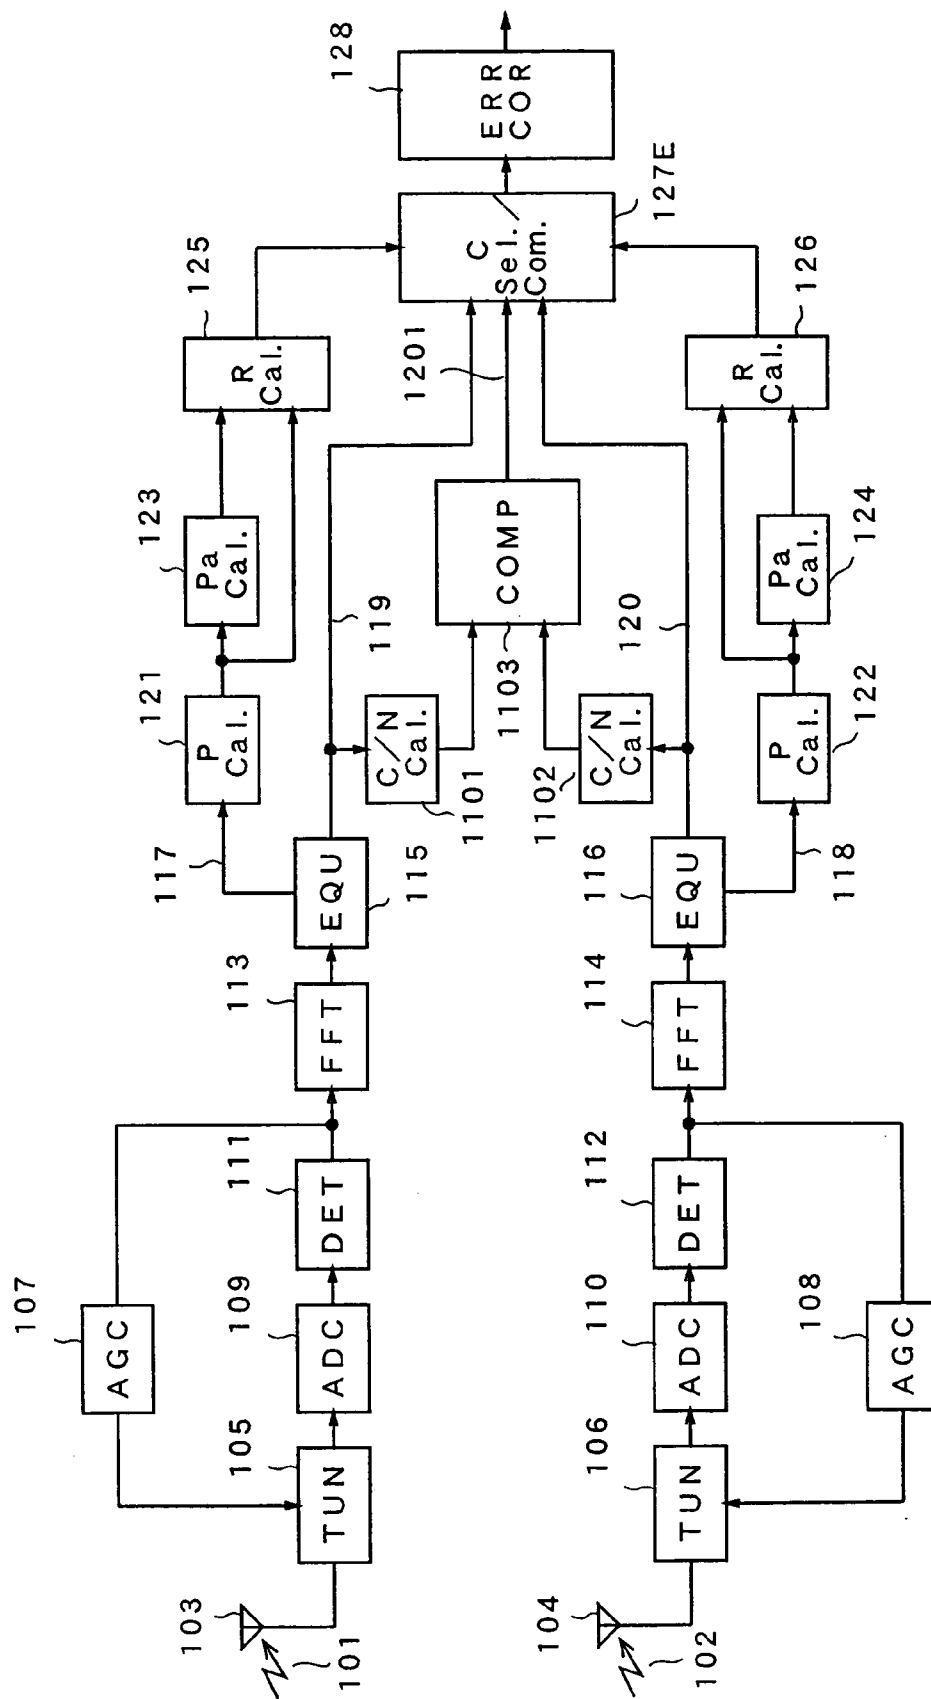 107
AGC
103
101
105
TUN
109
ADC
111
DET
113
FFT
115
EQU
117
121
P
Cal.
123
Pa
Cal.
125
R
Cal.
119
1101
C/N
Cal.
1103
COMP
1201
C
Sel./
Com.
127E
128
ERR
COR
1102
C/N
Cal.
120
104
102
106
TUN
110
ADC
112
DET
114
FFT
116
EQU
118
122
P
Cal.
124
Pa
Cal.
126
R
Cal.
108
AGC